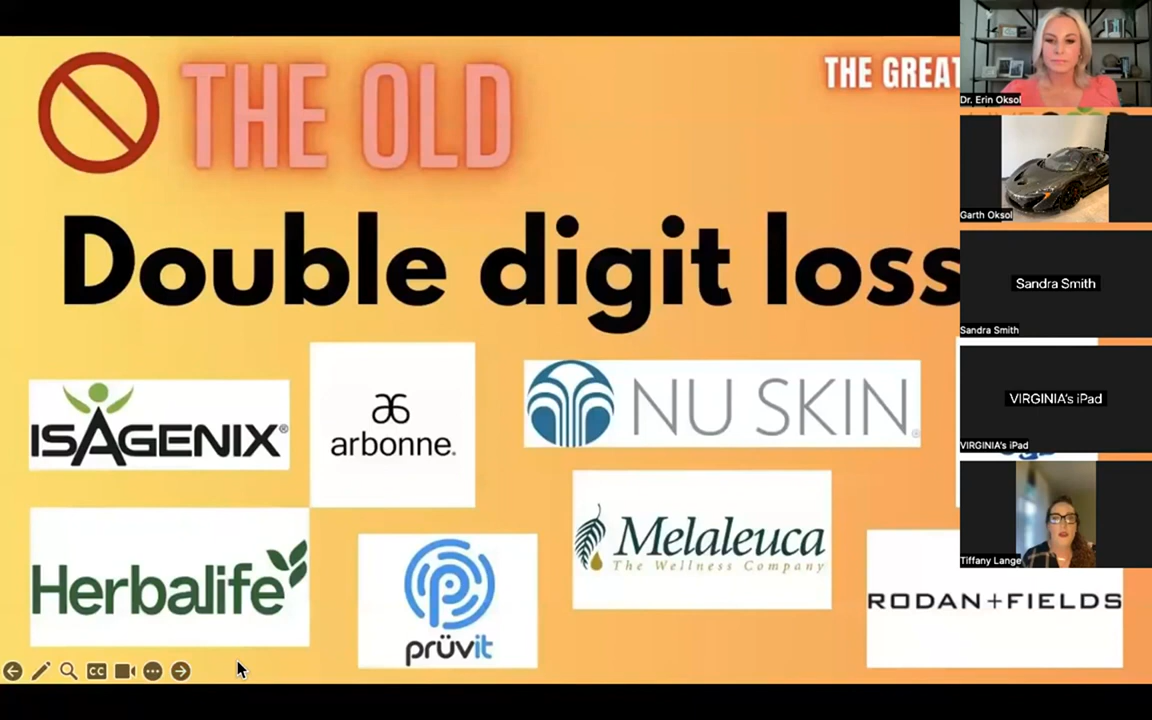 THE OLD
THE GREAT
Double digit loss
ISAGENIX®
arbonne.
NU SKIN®
Herbalife
prüvit
Melaleuca
The Wellness Company
RODAN+FIELDS
CC
Dr. Erin Oksol
Garth Oksol
Sandra Smith
Sandra Smith
VIRGINIA's iPad
VIRGINIA's iPad
Tiffany Lange